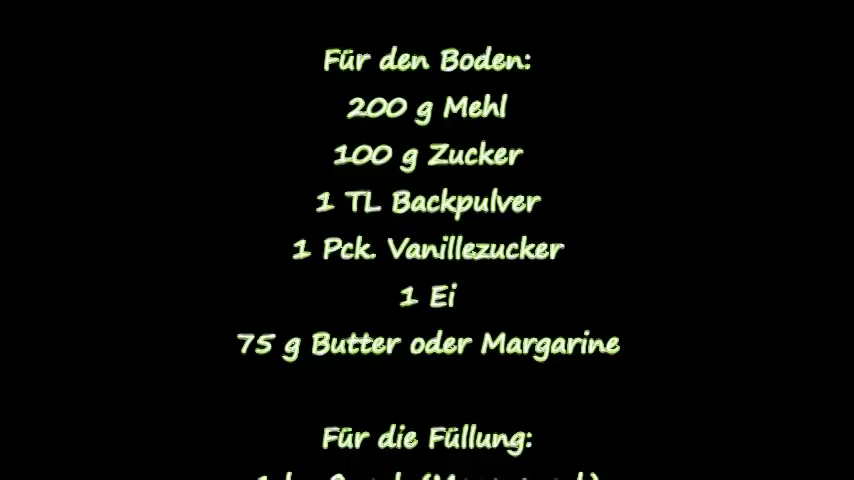 Für den Boden:
200 g Mehl
100 g Zucker
1 TL Backpulver
1 Pck. Vanillezucker
1 Ei
75 g Butter oder Margarine
Für die Füllung: